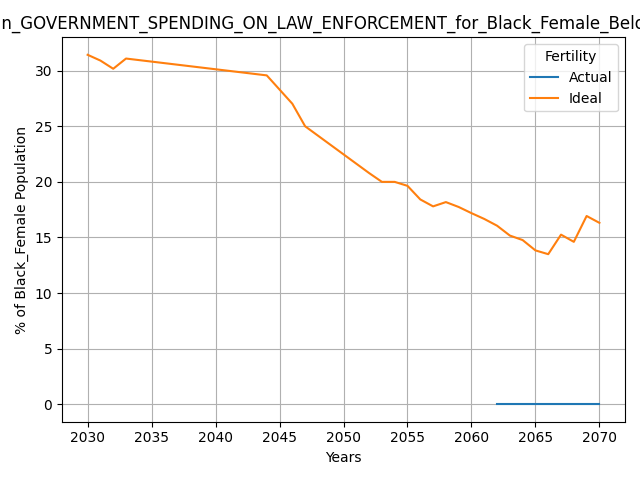 n_GOVERNMENT_SPENDING_ON_LAW_ENFORCEMENT_for_Black_Female_Belo
Fertility
Actual
Ideal
% of Black_Female Population
30
25
20
15
10
5
0
2030 2035 2040 2045 2050 2055 2060 2065 2070
Years